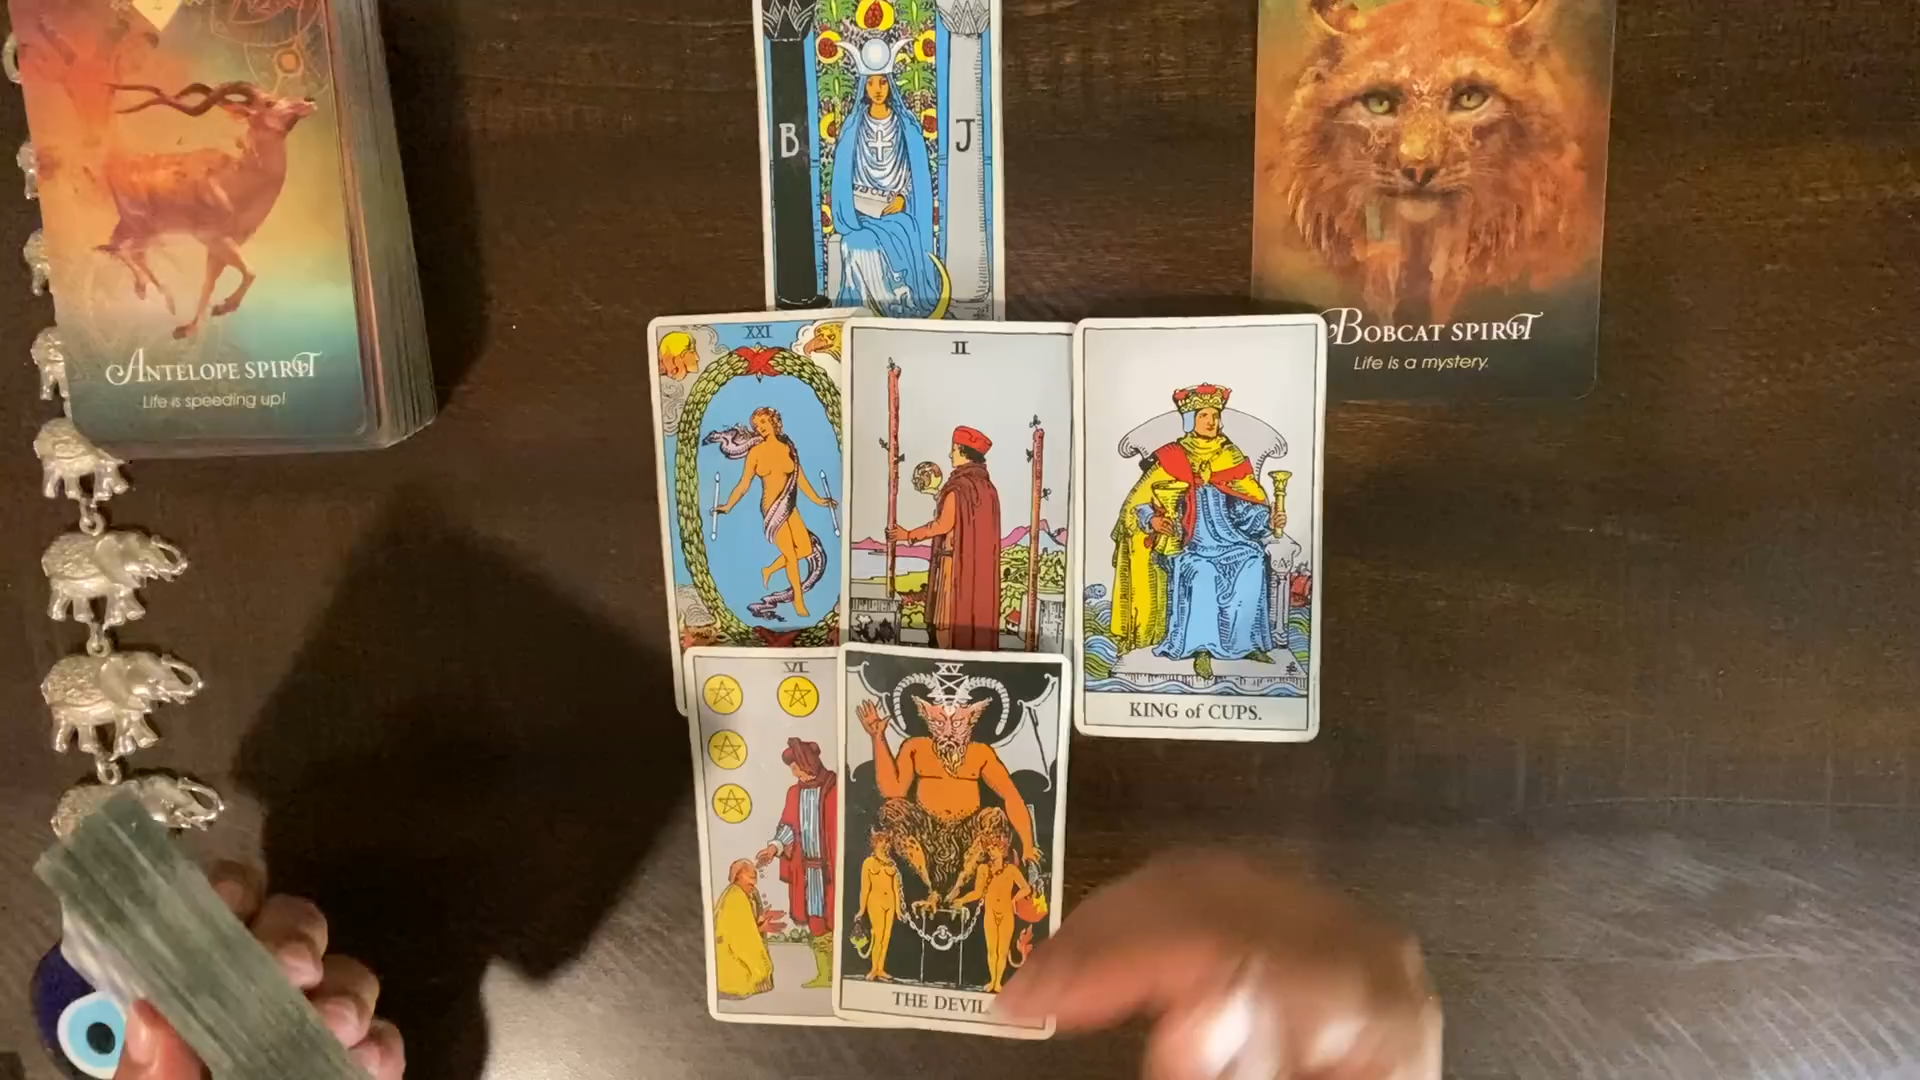 B
J
ANTELOPE SPIRIT
Life is speeding up!
BOBCAT SPIRIT
Life is a mystery.
XXI
II
KING of CUPS.
VI
XV
THE DEVIL.